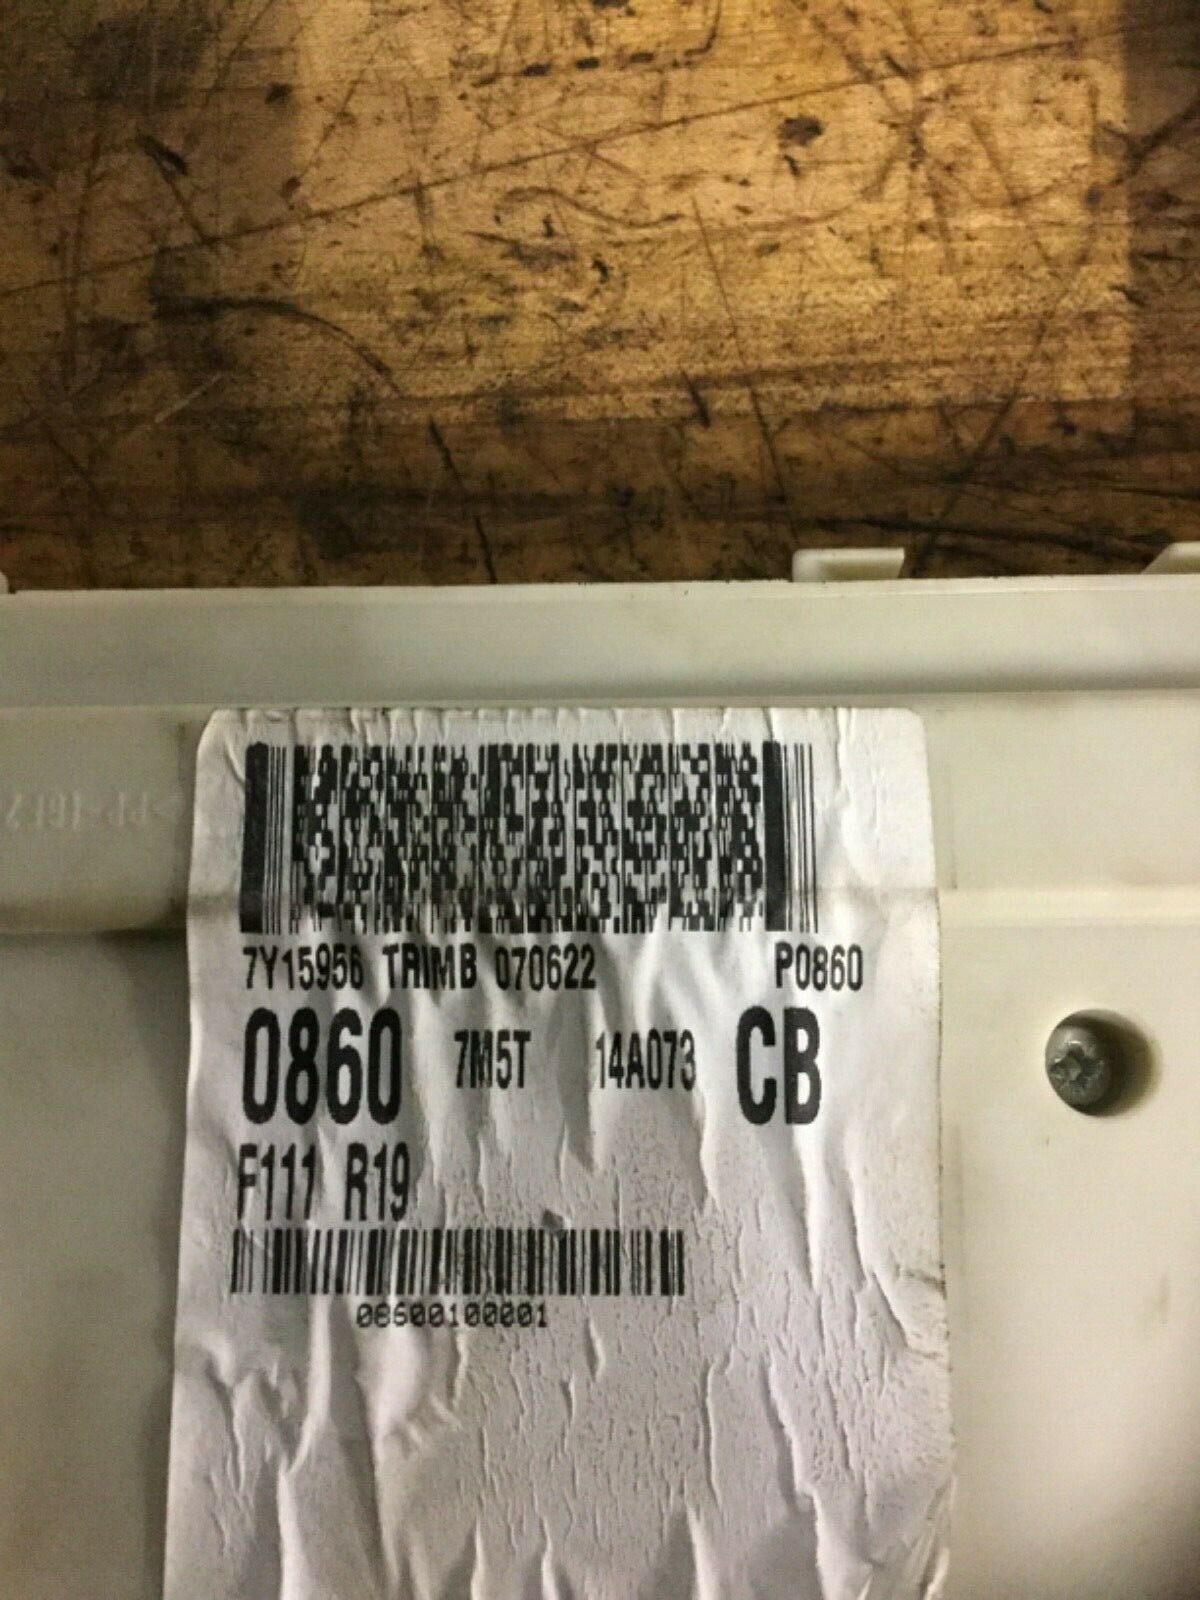 7Y15956 TRIMB 070622 P0860
0860 7M5T 14A073 CB
F111 R19
08600100001